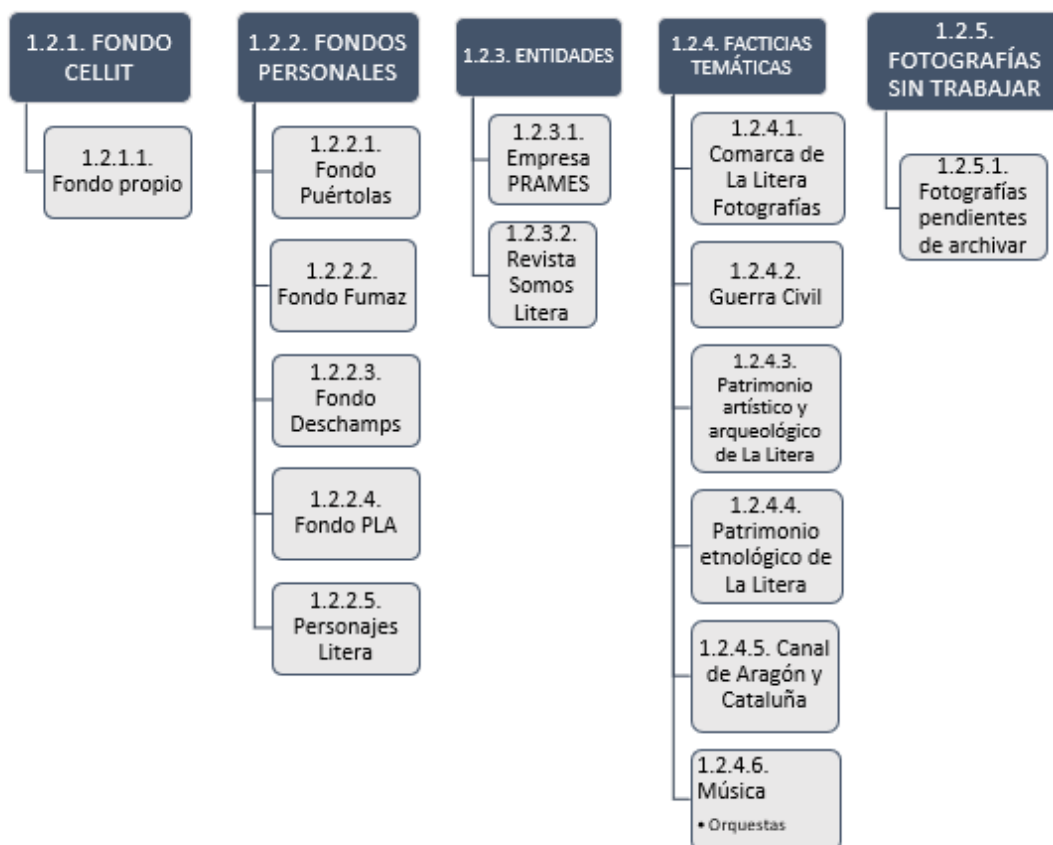 1.2.1. FONDO
CELLIT
1.2.1.1.
Fondo propio
1.2.2. FONDOS
PERSONALES
1.2.2.1.
Fondo
Puértolas
1.2.2.2.
Fondo Fumaz
1.2.2.3.
Fondo
Deschamps
1.2.2.4.
Fondo PLA
1.2.2.5.
Personajes
Litera
1.2.3. ENTIDADES
1.2.3.1.
Empresa
PRAMES
1.2.3.2.
Revista
Somos
Litera
1.2.4. FACTICIAS
TEMÁTICAS
1.2.4.1.
Comarca de
La Litera
Fotografías
1.2.4.2.
Guerra Civil
1.2.4.3.
Patrimonio
artístico y
arqueológico
de La Litera
1.2.4.4.
Patrimonio
etnológico de
La Litera
1.2.4.5. Canal
de Aragón y
Cataluña
1.2.4.6.
Música
• Orquestas
1.2.5.
FOTOGRAFÍAS
SIN TRABAJAR
1.2.5.1.
Fotografías
pendientes
de archivar